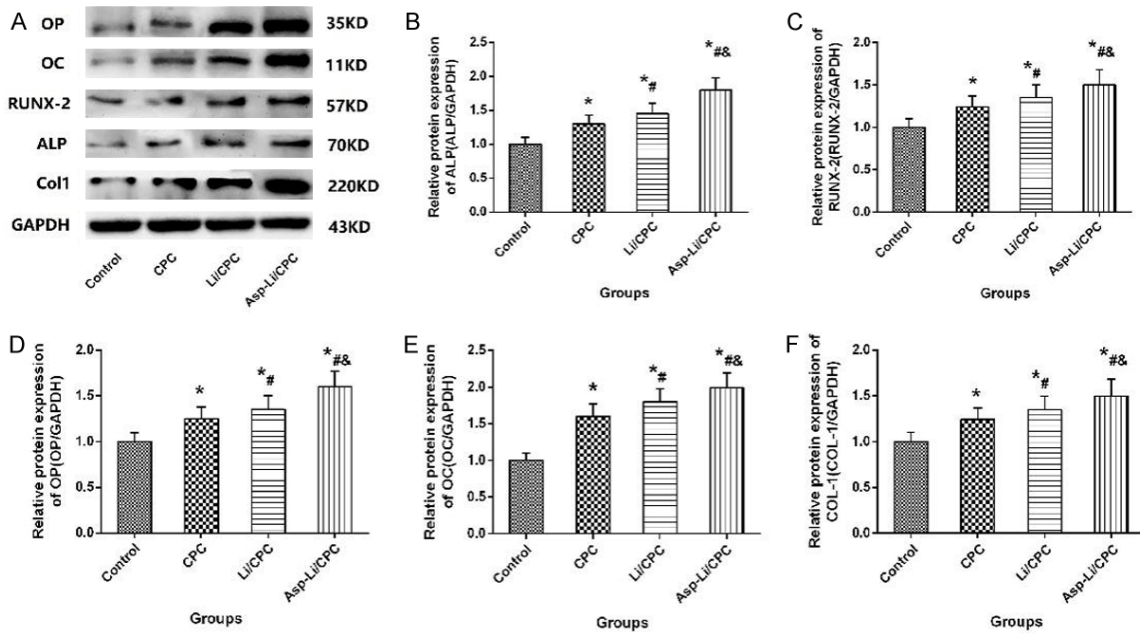 A
OP
35KD
OC
11KD
RUNX-2
57KD
ALP
70KD
Col1
220KD
GAPDH
43KD
Control
CPC
Li/CPC
Asp-Li/CPC
B
Relative protein expression
of ALP(ALP/GAPDH)
2.5
2.0
1.5
1.0
0.5
0.0
*
*#
*#&
Control
CPC
Li/CPC
Asp-Li/CPC
Groups
C
Relative protein expression of
RUNX-2(RUNX-2/GAPDH)
2.0
1.5
1.0
0.5
0.0
*
*#
*#&
Control
CPC
Li/CPC
Asp-Li/CPC
Groups
D
Relative protein expression
of OP(OP/GAPDH)
2.0
1.5
1.0
0.5
0.0
*
*#
*#&
Control
CPC
Li/CPC
Asp-Li/CPC
Groups
E
Relative protein expression
of OC(OC/GAPDH)
2.5
2.0
1.5
1.0
0.5
0.0
*
*#
*#&
Control
CPC
Li/CPC
Asp-Li/CPC
Groups
F
Relative protein expression of
COL-1(COL-1/GAPDH)
2.0
1.5
1.0
0.5
0.0
*
*#
*#&
Control
CPC
Li/CPC
Asp-Li/CPC
Groups